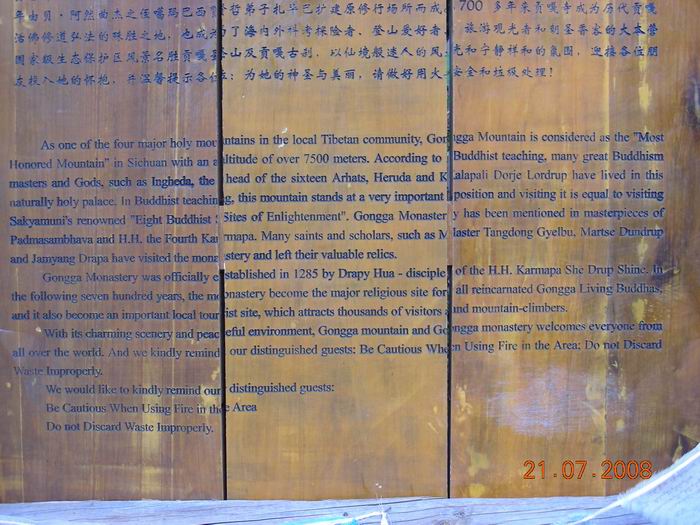 年由贝·阿然曲杰之侄噶玛巴西
哲弟子扎华巴扩建原修行场所而成。
700 多年来贡嘎寺成为历代贡嘎
活佛修道弘法的殊胜之地,也成为了海内外科考探险者、登山爱好者、旅游观光者和朝圣香客的大本营
国家级生态保护区风景名胜贡嘎山及贡嘎古刹,以仙境般迷人的风光和宁静祥和的氛围,迎接各位朋
友投入她的怀抱,并温馨提示各位:为她的神圣与美丽,请做好用火安全和垃圾处理!
As one of the four major holy mountains in the local Tibetan community, Gongga Mountain is considered as the "Most
Honored Mountain" in Sichuan with an altitude of over 7500 meters. According to Buddhist teaching, many great Buddhism
masters and Gods, such as Ingheda, the head of the sixteen Arhats, Heruda and Kalapali Dorje Lordrup have lived in this
naturally holy palace. In Buddhist teaching, this mountain stands at a very important position and visiting it is equal to visiting
Sakyamuni's renowned "Eight Buddhist Sites of Enlightenment". Gongga Monastery has been mentioned in masterpieces of
Padmasambhava and H.H. the Fourth Karmapa. Many saints and scholars, such as Master Tangdong Gyelbu, Martse Dundrup
and Jamyang Drapa have visited the monastery and left their valuable relics.
Gongga Monastery was officially established in 1285 by Drapy Hua - disciple of the H.H. Karmapa She Drup Shine. In
the following seven hundred years, the monastery become the major religious site for all reincarnated Gongga Living Buddhas,
and it also become an important local tourist site, which attracts thousands of visitors and mountain-climbers.
With its charming scenery and peaceful environment, Gongga mountain and Gongga monastery welcomes everyone from
all over the world. And we kindly remind our distinguished guests: Be Cautious When Using Fire in the Area; Do not Discard
Waste Improperly.
We would like to kindly remind our distinguished guests:
Be Cautious When Using Fire in the Area
Do not Discard Waste Improperly.
21.07.2008